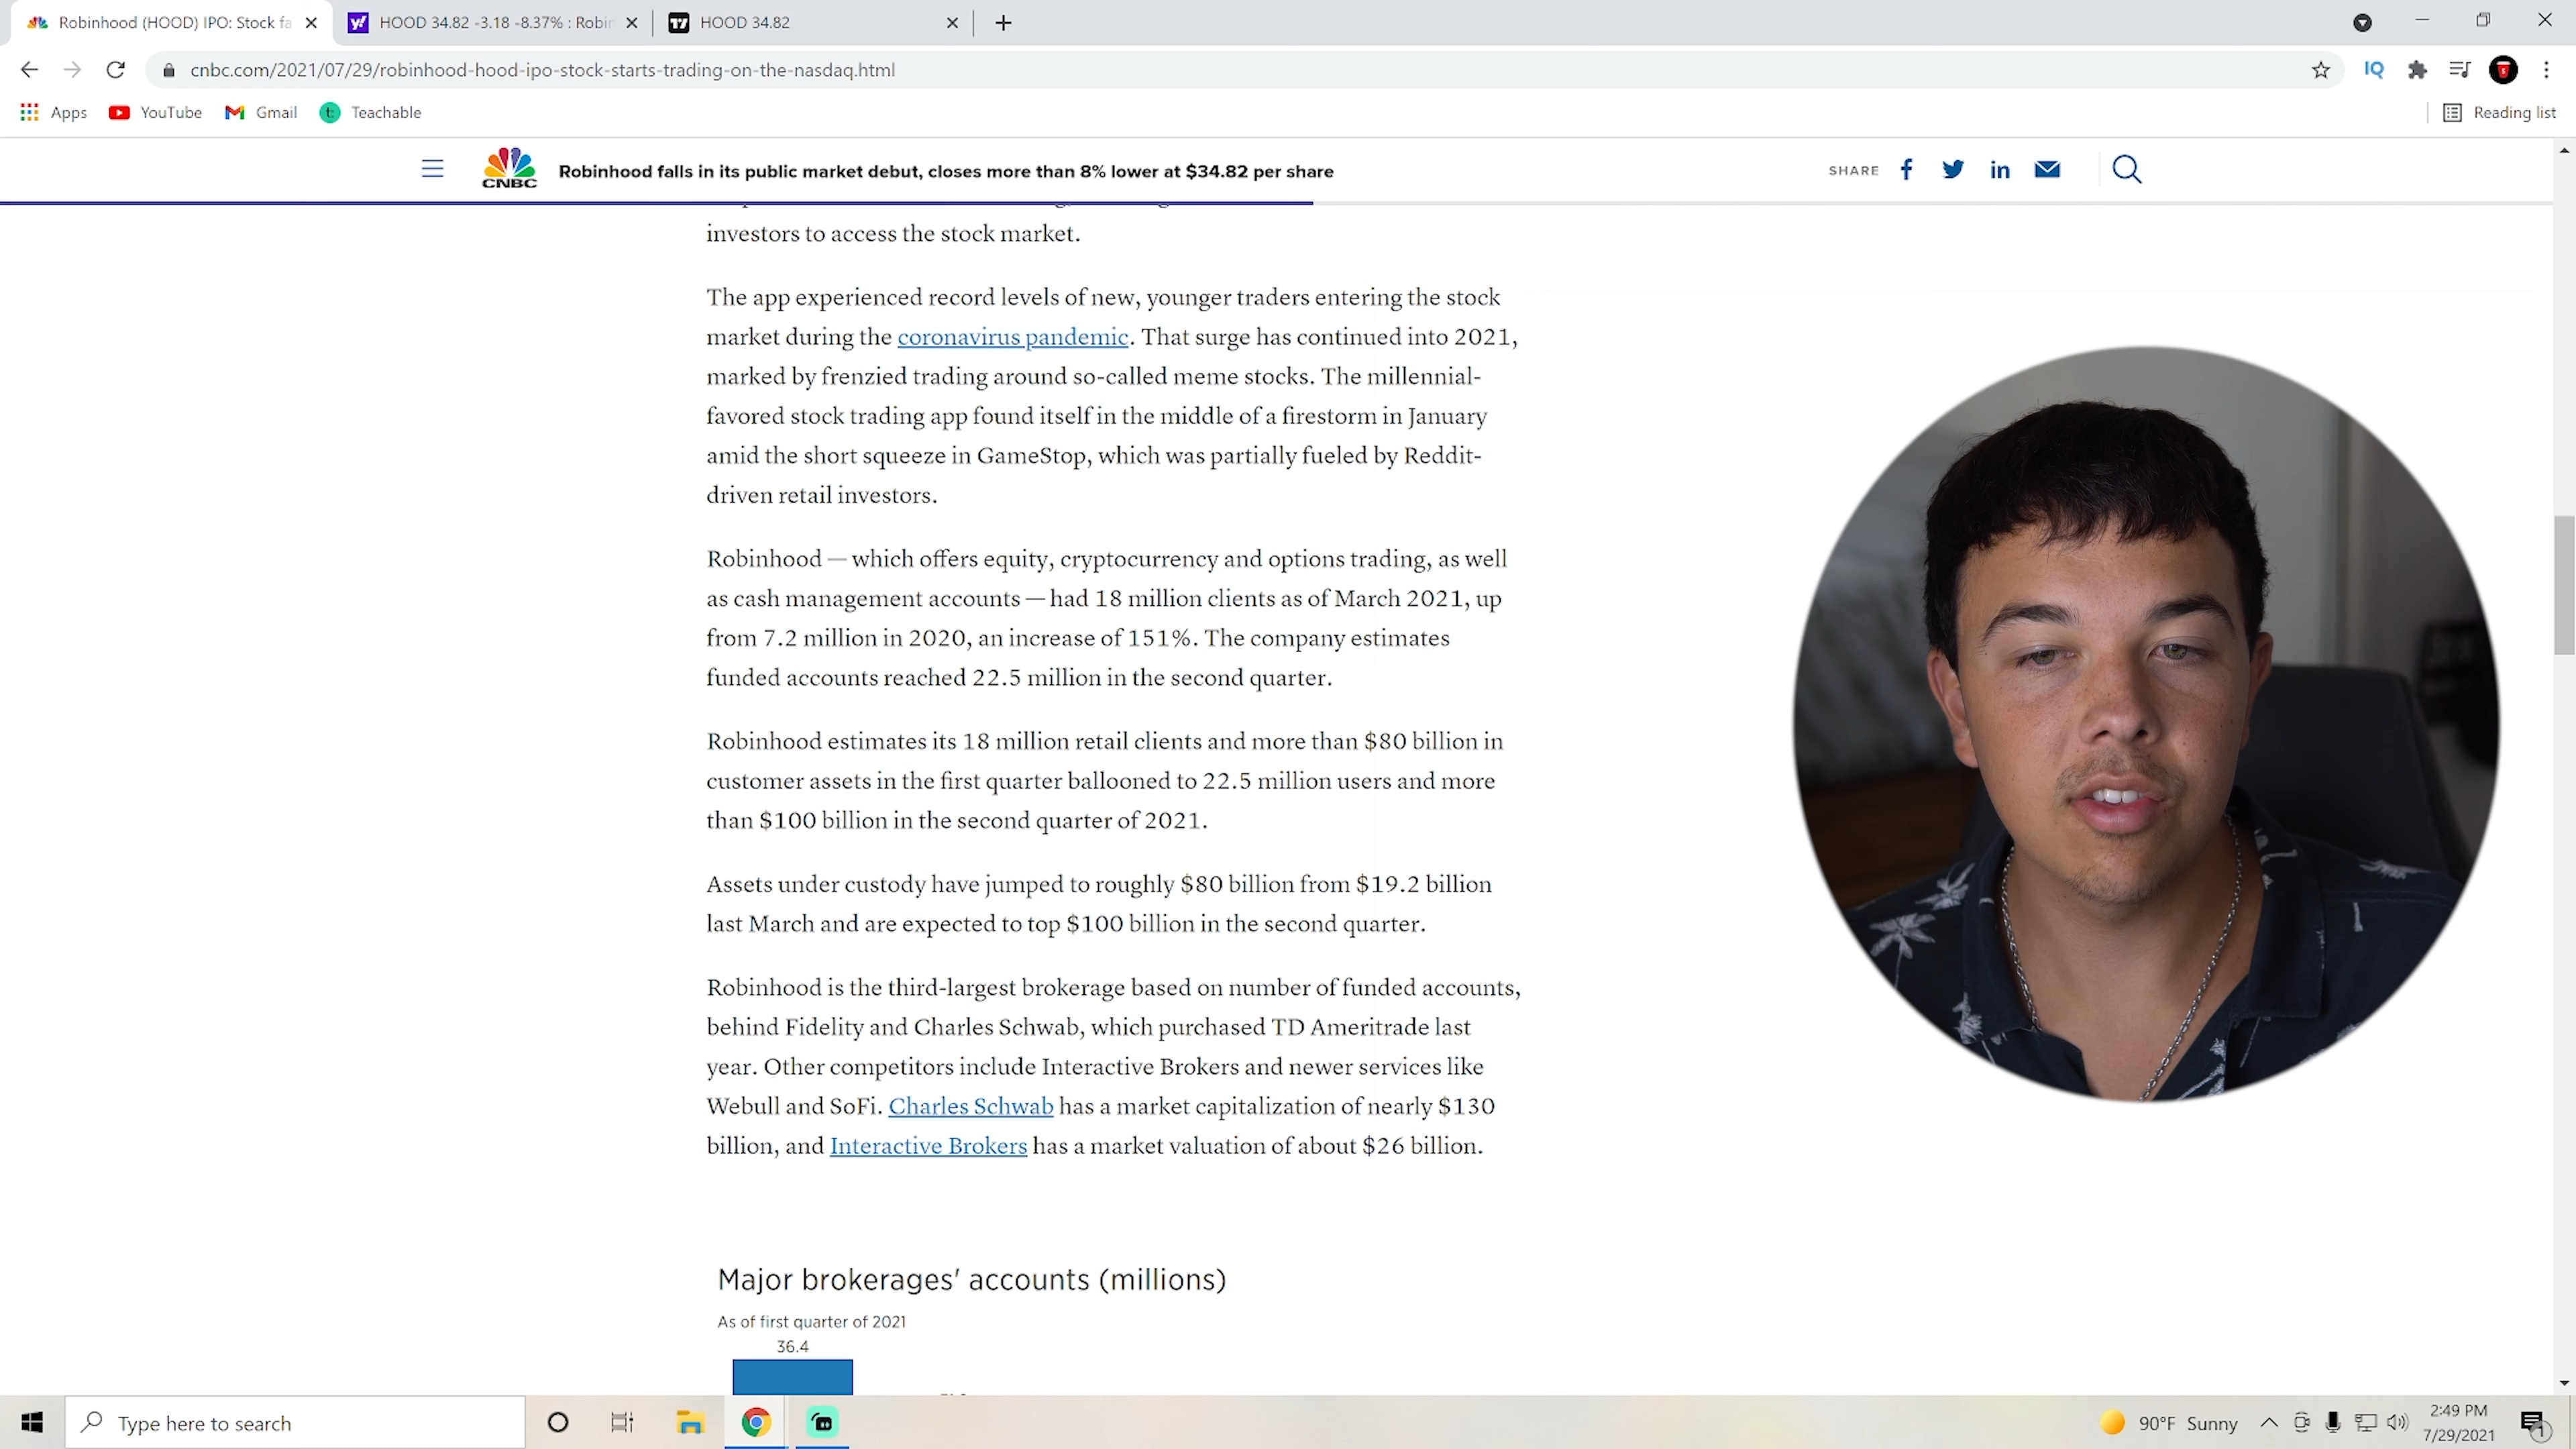 Robinhood (HOOD) IPO: Stock fa
HOOD 34.82 -3.18 -8.37% : Robin
HOOD 34.82
cnbc.com/2021/07/29/robinhood-hood-ipo-stock-starts-trading-on-the-nasdaq.html
IQ
Apps
YouTube
Gmail
Teachable
Reading list
CNBC
Robinhood falls in its public market debut, closes more than 8% lower at $34.82 per share
SHARE
investors to access the stock market.
The app experienced record levels of new, younger traders entering the stock
market during the coronavirus pandemic. That surge has continued into 2021,
marked by frenzied trading around so-called meme stocks. The millennial-
favored stock trading app found itself in the middle of a firestorm in January
amid the short squeeze in GameStop, which was partially fueled by Reddit-
driven retail investors.
Robinhood — which offers equity, cryptocurrency and options trading, as well
as cash management accounts — had 18 million clients as of March 2021, up
from 7.2 million in 2020, an increase of 151%. The company estimates
funded accounts reached 22.5 million in the second quarter.
Robinhood estimates its 18 million retail clients and more than $80 billion in
customer assets in the first quarter ballooned to 22.5 million users and more
than $100 billion in the second quarter of 2021.
Assets under custody have jumped to roughly $80 billion from $19.2 billion
last March and are expected to top $100 billion in the second quarter.
Robinhood is the third-largest brokerage based on number of funded accounts,
behind Fidelity and Charles Schwab, which purchased TD Ameritrade last
year. Other competitors include Interactive Brokers and newer services like
Webull and SoFi. Charles Schwab has a market capitalization of nearly $130
billion, and Interactive Brokers has a market valuation of about $26 billion.
Major brokerages' accounts (millions)
As of first quarter of 2021
36.4
Type here to search
90°F Sunny
2:49 PM
7/29/2021
1